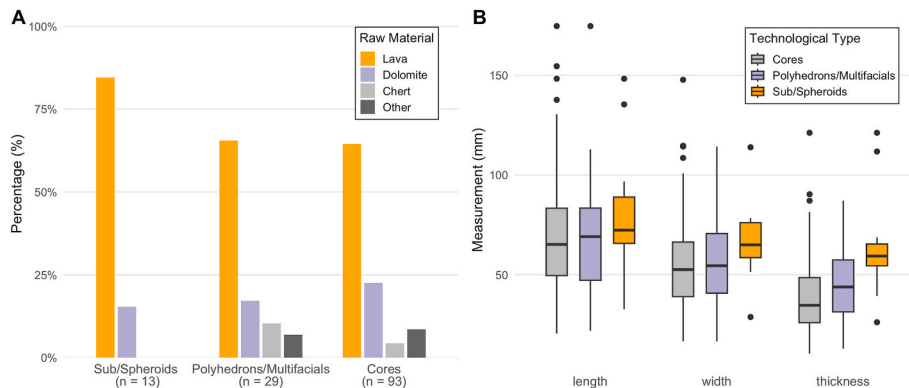 A
100%
75%
50%
25%
0%
Percentage (%)
Raw Material
Lava
Dolomite
Chert
Other
Sub/Spheroids
(n = 13)
Polyhedrons/Multifacials
(n = 29)
Cores
(n = 93)
B
150
100
50
Measurement (mm)
Technological Type
Cores
Polyhedrons/Multifacials
Sub/Spheroids
length
width
thickness